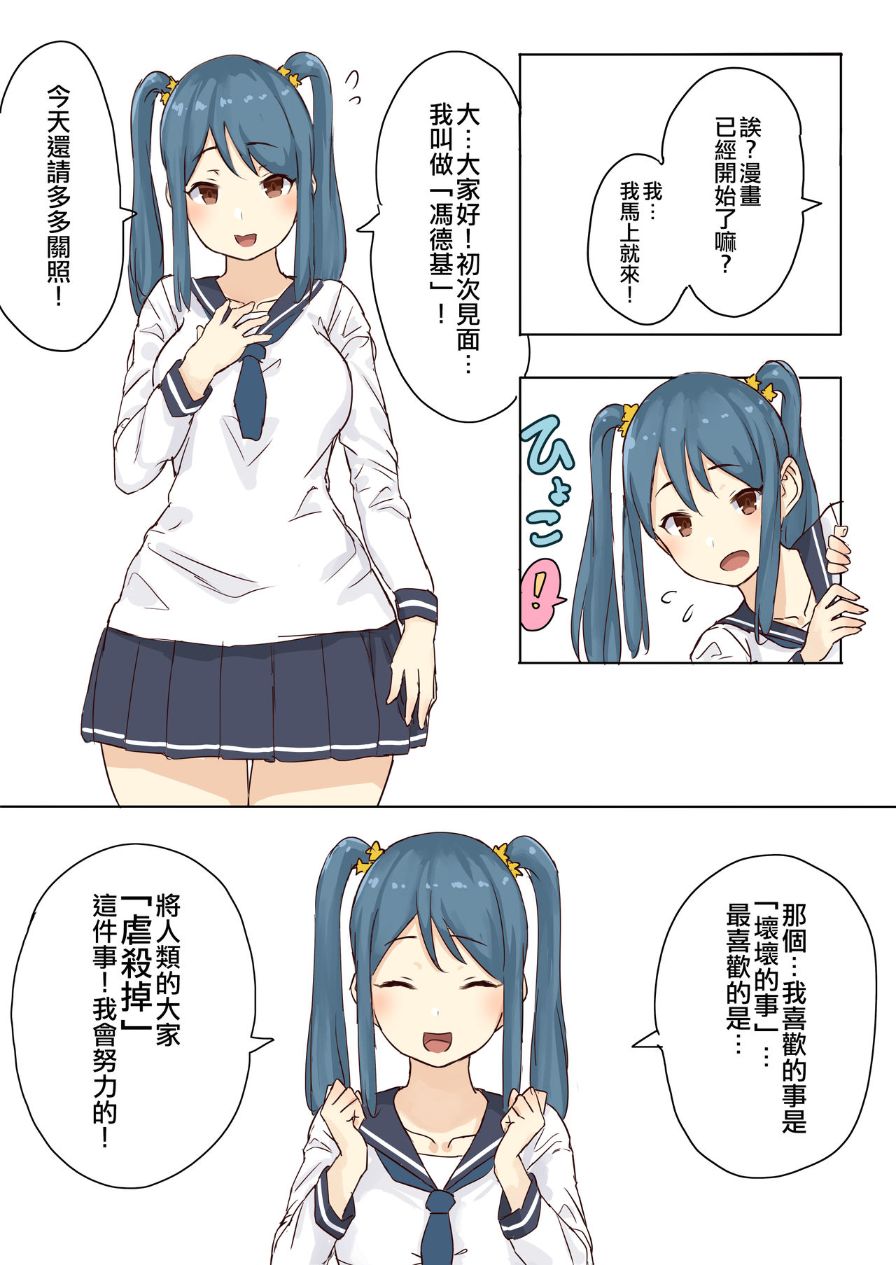 誒?漫畫
已經開始了嘛?
我…
我馬上就來!
ひょこ
!
大…大家好!初次見面…
我叫做「馮德基」!
今天還請多多關照!
那個…我喜歡的事是
「壞壞的事」…
最喜歡的是…
將人類的大家
「虐殺掉」
這件事!我會努力的!